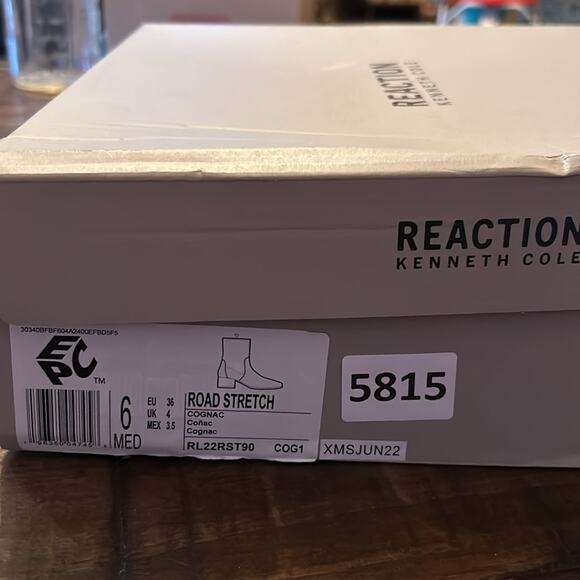 REACTION
KENNETH COLE
REACTION
KENNETH COLE
30340BFBF604A2400EFBD5F5
EPC TM
6
MED
EU 36
UK 4
MEX 3.5
ROAD STRETCH
COGNAC
Coñac
Cognac
RL22RST90 COG1
5815
XMSJUN22